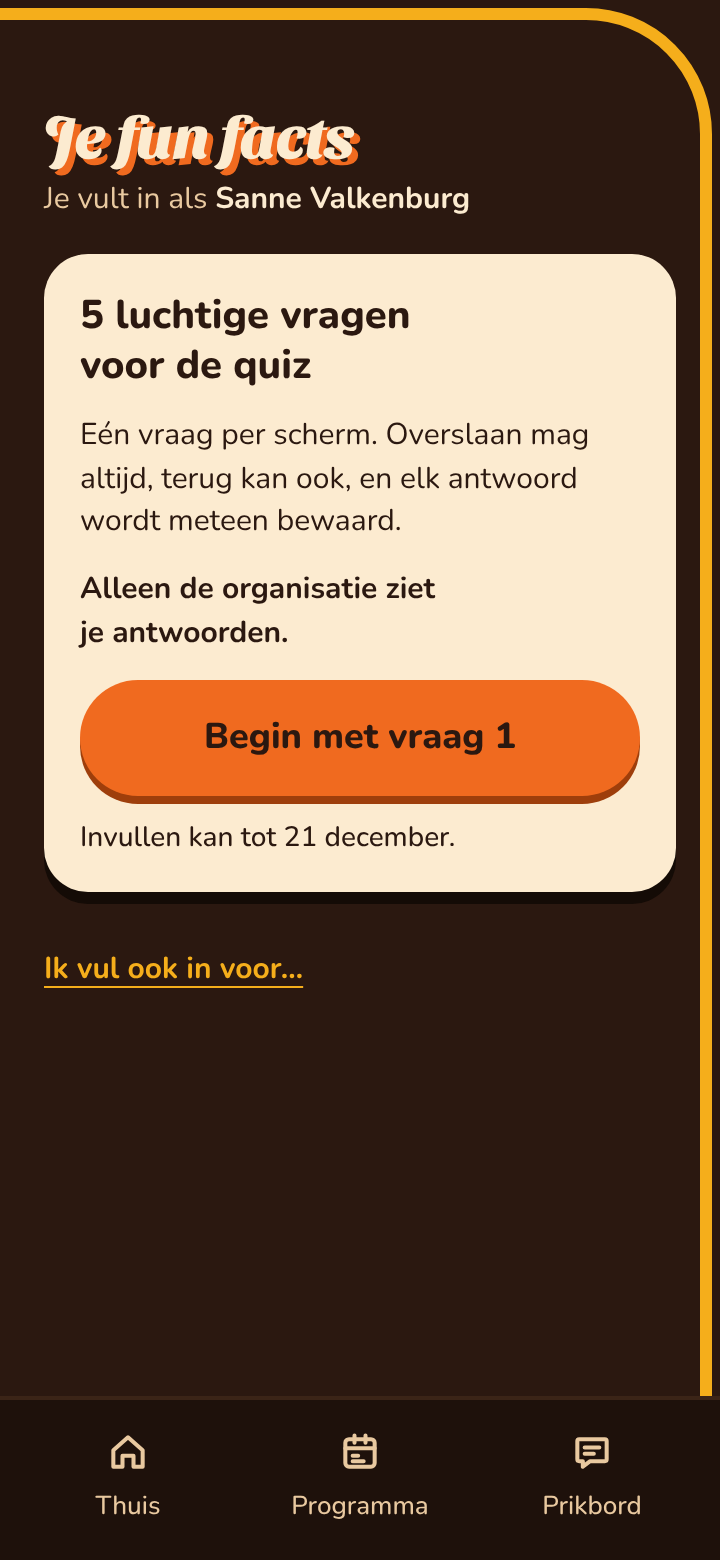 Je fun facts
Je vult in als Sanne Valkenburg
5 luchtige vragen
voor de quiz
Eén vraag per scherm. Overslaan mag
altijd, terug kan ook, en elk antwoord
wordt meteen bewaard.
Alleen de organisatie ziet
je antwoorden.
Begin met vraag 1
Invullen kan tot 21 december.
Ik vul ook in voor...
Thuis
Programma
Prikbord